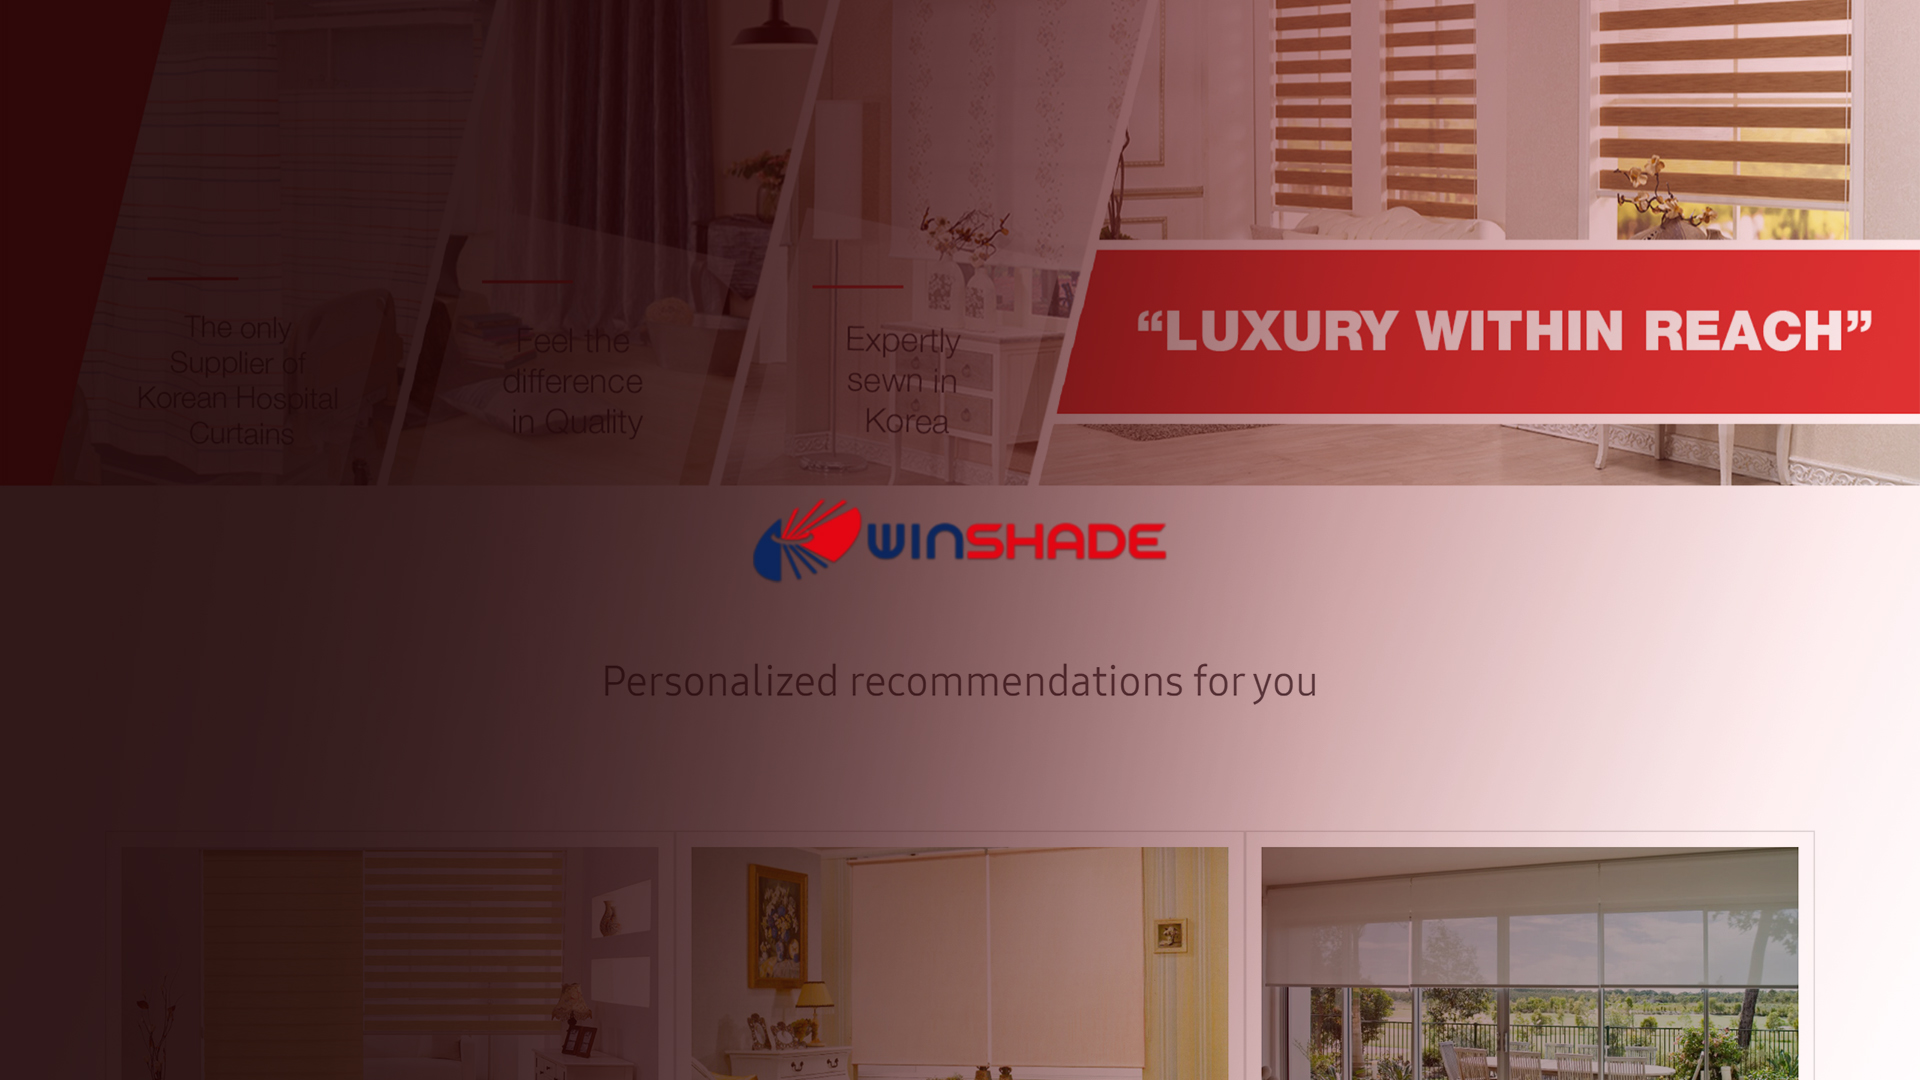 The only
Supplier of
Korean Hospital
Curtains
Feel the
difference
in Quality
Expertly
sewn in
Korea
“LUXURY WITHIN REACH”
WINSHADE
Personalized recommendations for you